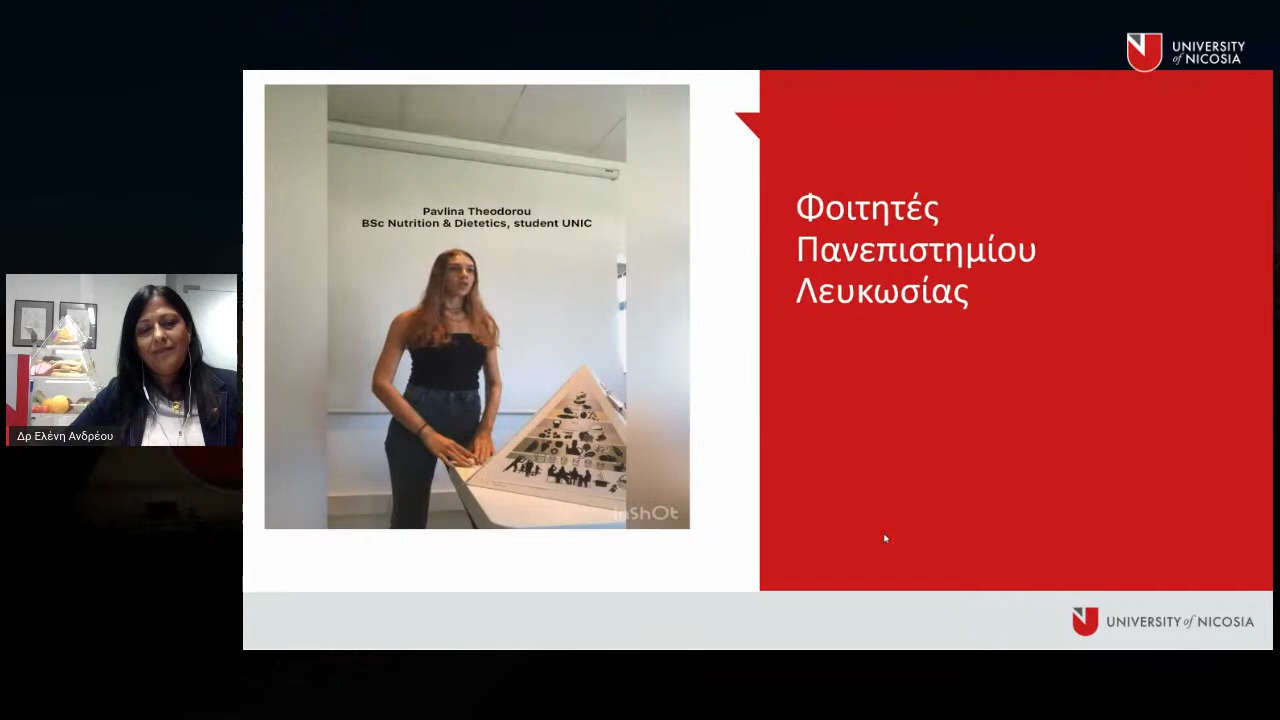 UNIVERSITY
of NICOSIA
Pavlina Theodorou
BSc Nutrition & Dietetics, student UNIC
Φοιτητές
Πανεπιστημίου
Λευκωσίας
Δρ Ελένη Ανδρέου
InShOt
UNIVERSITY of NICOSIA